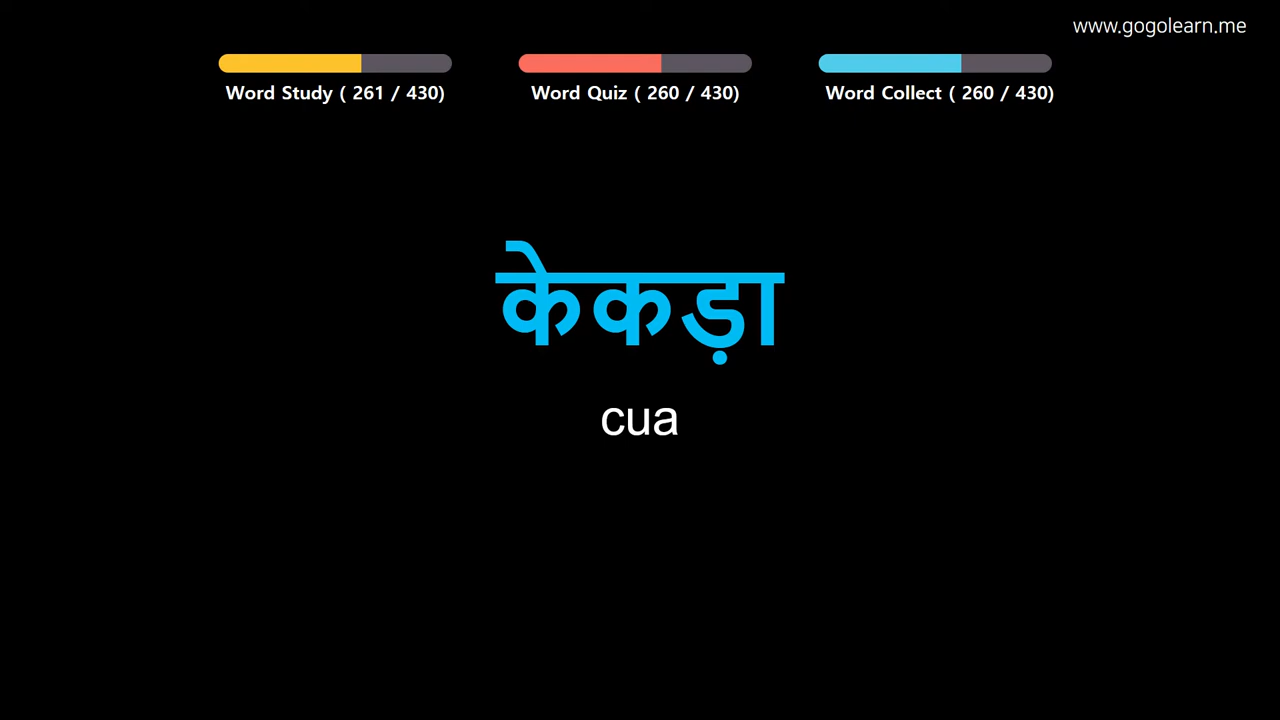 www.gogolearn.me
Word Study ( 261 / 430) Word Quiz ( 260 / 430) Word Collect ( 260 / 430)
केकड़ा
cua